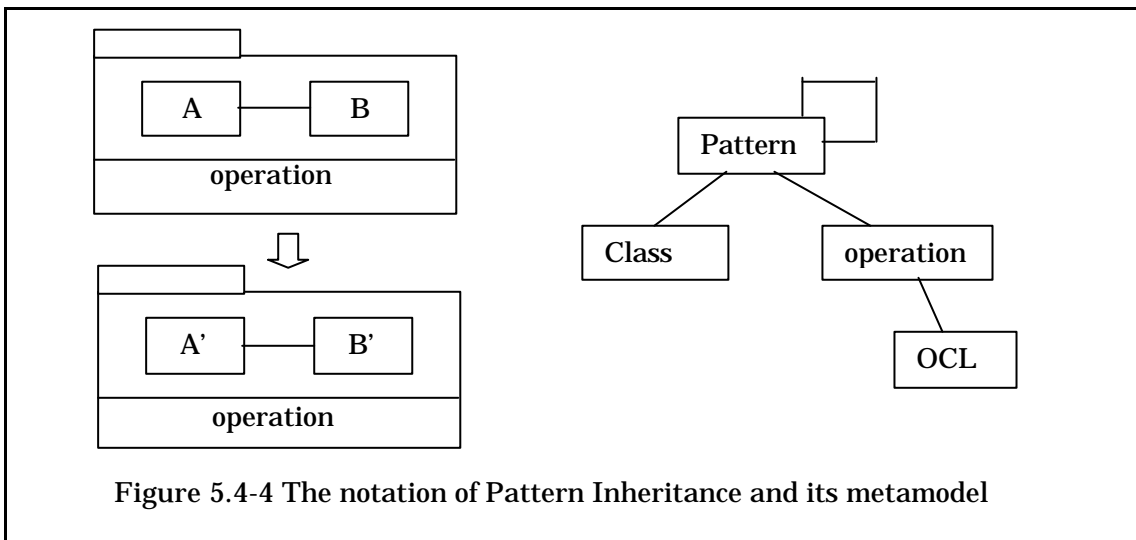 A
B
operation
A’
B’
operation
Pattern
Class
operation
OCL
Figure 5.4-4 The notation of Pattern Inheritance and its metamodel